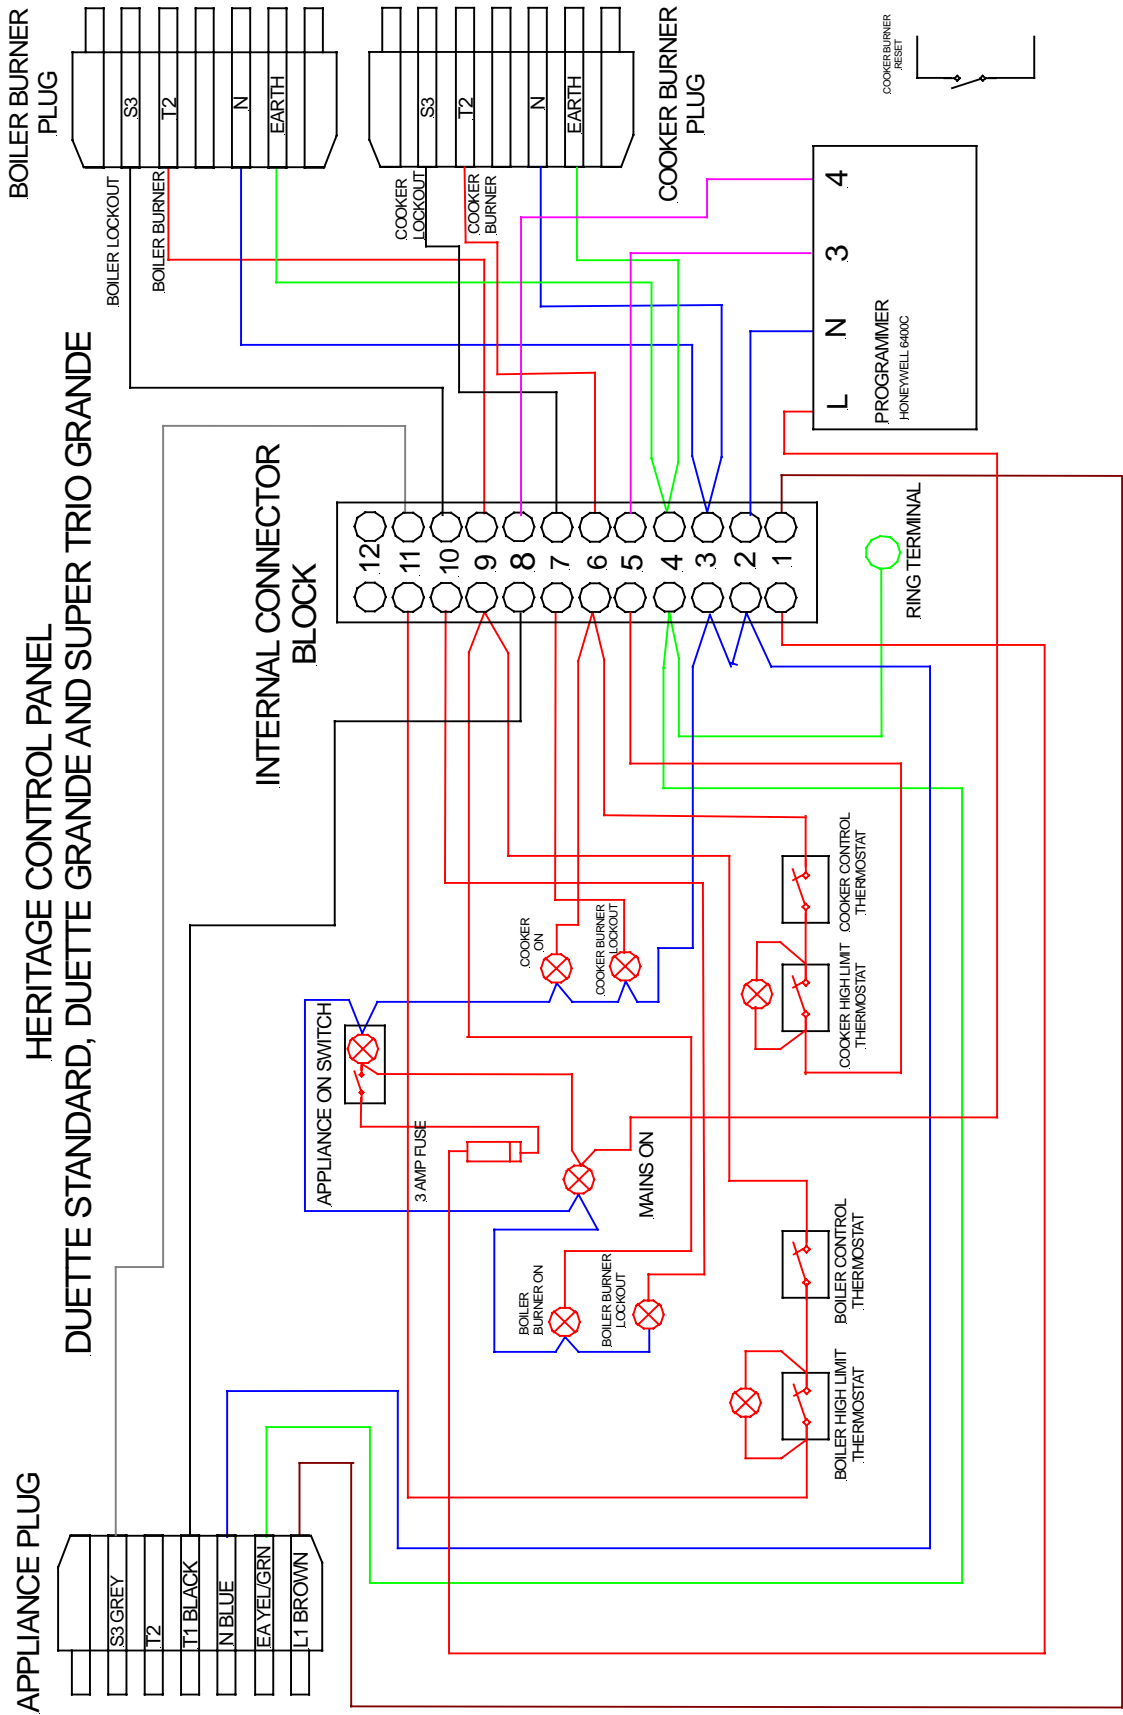 HERITAGE CONTROL PANEL
DUETTE STANDARD, DUETTE GRANDE AND SUPER TRIO GRANDE
APPLIANCE PLUG
S3 GREY
T2
T1 BLACK
N BLUE
EA YEL/GRN
L1 BROWN
INTERNAL CONNECTOR
BLOCK
12
11
10
9
8
7
6
5
4
3
2
1
BOILER BURNER
PLUG
S3
T2
N
EARTH
BOILER LOCKOUT
BOILER BURNER
COOKER BURNER
PLUG
S3
T2
N
EARTH
COOKER
LOCKOUT
COOKER
BURNER
COOKER BURNER
RESET
L
N
3
4
PROGRAMMER
HONEYWELL 6400C
RING TERMINAL
APPLIANCE ON SWITCH
3 AMP FUSE
MAINS ON
COOKER
ON
COOKER BURNER
LOCKOUT
BOILER
BURNER ON
BOILER BURNER
LOCKOUT
BOILER HIGH LIMIT
THERMOSTAT
BOILER CONTROL
THERMOSTAT
COOKER HIGH LIMIT
THERMOSTAT
COOKER CONTROL
THERMOSTAT